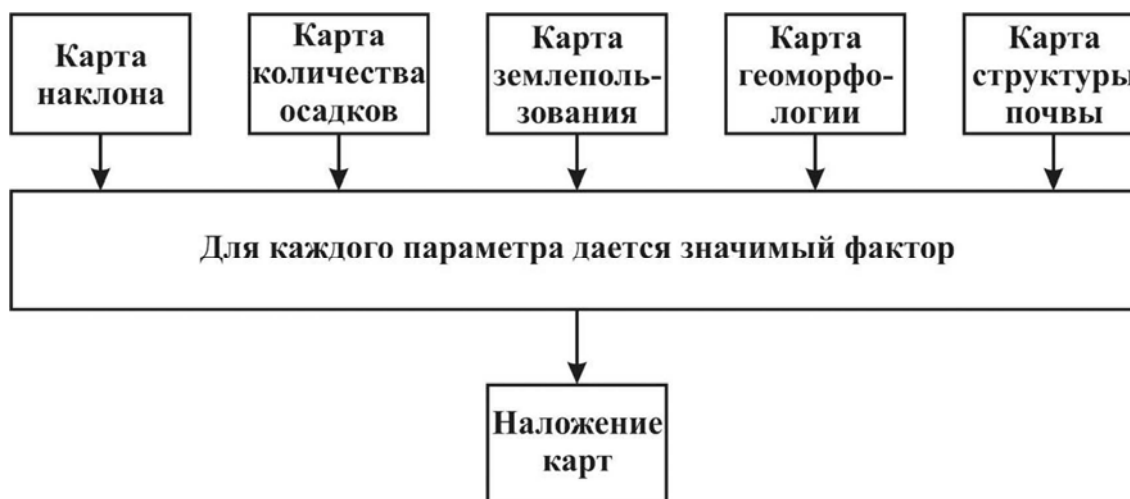 Карта
наклона
Карта
количества
осадков
Карта
землеполь-
зования
Карта
геоморфо-
логии
Карта
структуры
почвы
Для каждого параметра дается значимый фактор
Наложение
карт